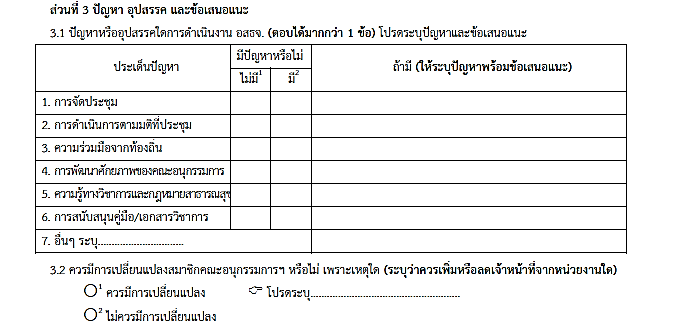 ส่วนที่ 3 ปัญหา อุปสรรค และข้อเสนอแนะ
3.1 ปัญหาหรืออุปสรรคใดการดำเนินงาน อสธจ. (ตอบได้มากกว่า 1 ข้อ) โปรดระบุปัญหาและข้อเสนอแนะ
ประเด็นปัญหา
มีปัญหาหรือไม่
ไม่มี¹
มี²
ถ้ามี (ให้ระบุปัญหาพร้อมข้อเสนอแนะ)
1. การจัดประชุม
2. การดำเนินการตามมติที่ประชุม
3. ความร่วมมือจากท้องถิ่น
4. การพัฒนาศักยภาพของคณะอนุกรรมการ
5. ความรู้ทางวิชาการและกฎหมายสาธารณสุข
6. การสนับสนุนคู่มือ/เอกสารวิชาการ
7. อื่นๆ ระบุ...............................
3.2 ควรมีการเปลี่ยนแปลงสมาชิกคณะอนุกรรมการฯ หรือไม่ เพราะเหตุใด (ระบุว่าควรเพิ่มหรือลดเจ้าหน้าที่จากหน่วยงานใด)
○¹ ควรมีการเปลี่ยนแปลง ☞ โปรดระบุ......................................................
○² ไม่ควรมีการเปลี่ยนแปลง